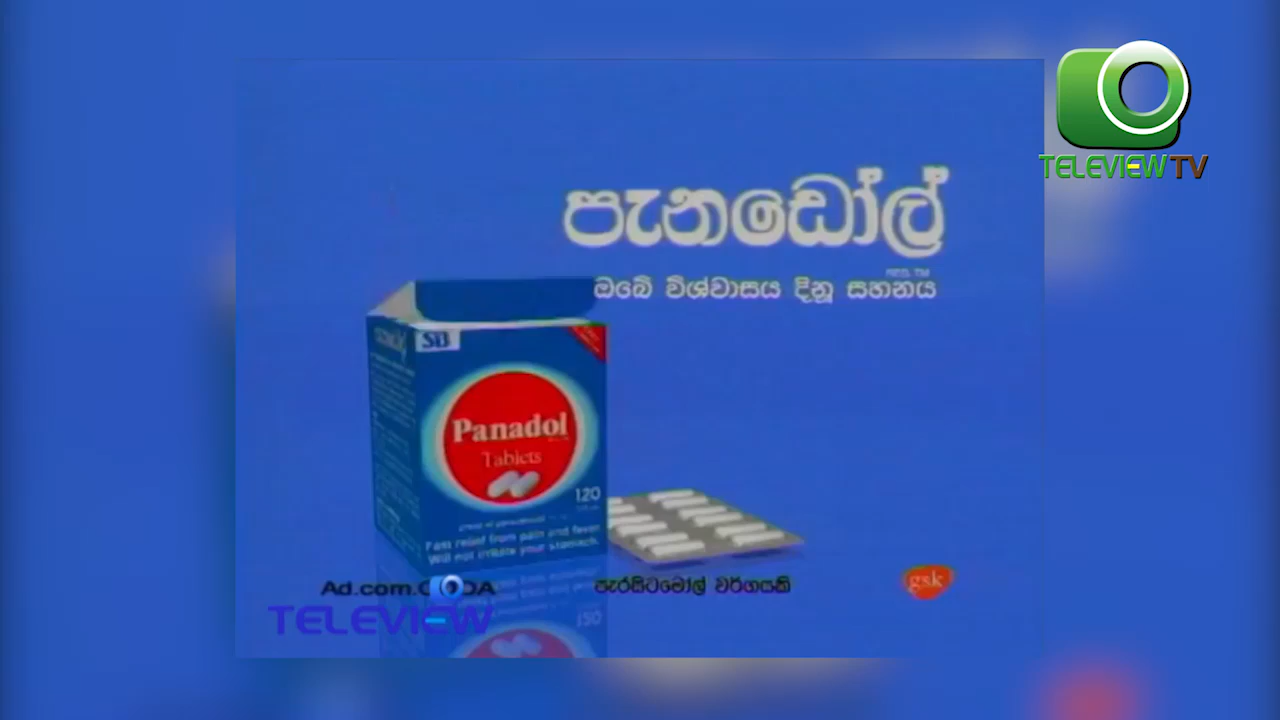 TELEVIEW TV
පැනඩෝල්
REG. TM
ඔබේ විශ්වාසය දිනූ සහනය
SB
Panadol
Tablets
120
Fast relief from pain and fever
Will not irritate your stomach.
Ad.com.
පැරසිටමෝල් වර්ගයකි
gsk
TELEVIEW
150